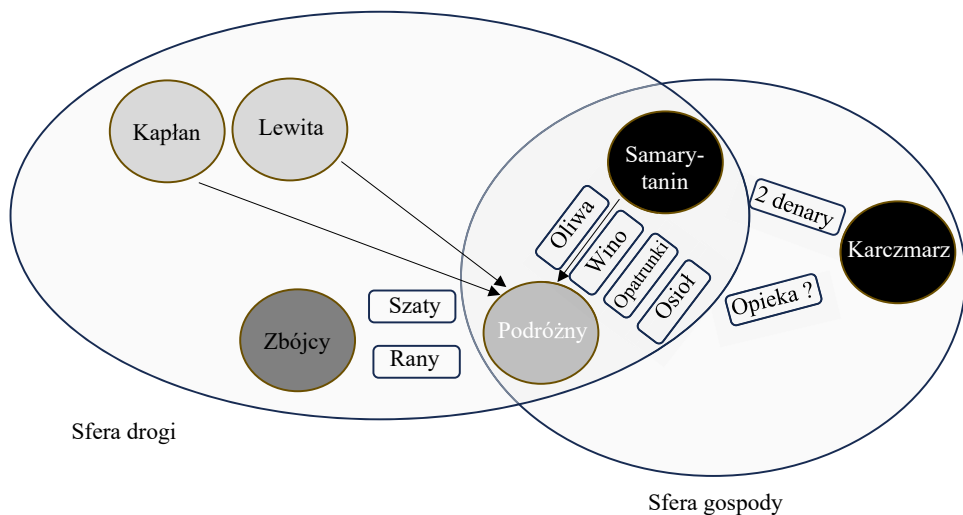 Kapłan
Lewita
Samary-
tanin
Oliwa
Wino
Opatrunki
Osioł
2 denary
Karczmarz
Opieka ?
Szaty
Rany
Zbójcy
Podróżny
Sfera drogi
Sfera gospody